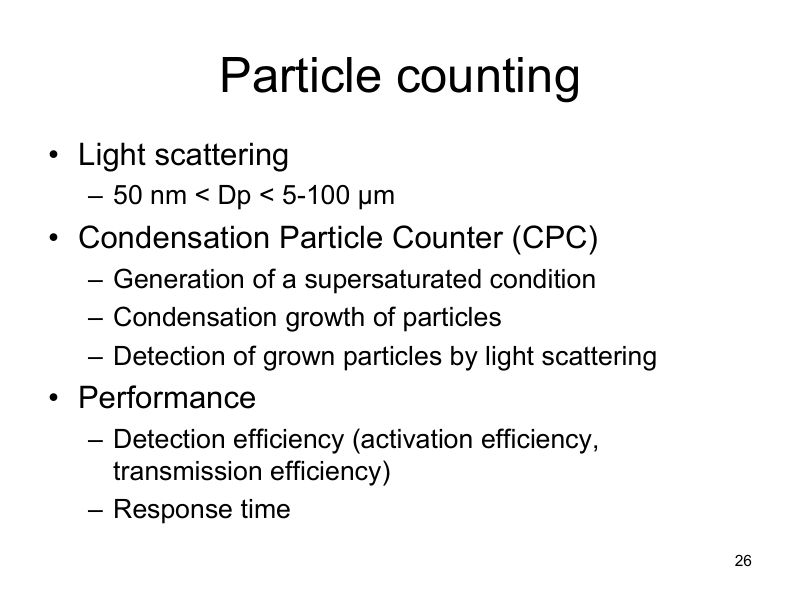 Particle counting
• Light scattering
– 50 nm < Dp < 5-100 µm
• Condensation Particle Counter (CPC)
– Generation of a supersaturated condition
– Condensation growth of particles
– Detection of grown particles by light scattering
• Performance
– Detection efficiency (activation efficiency,
transmission efficiency)
– Response time
26